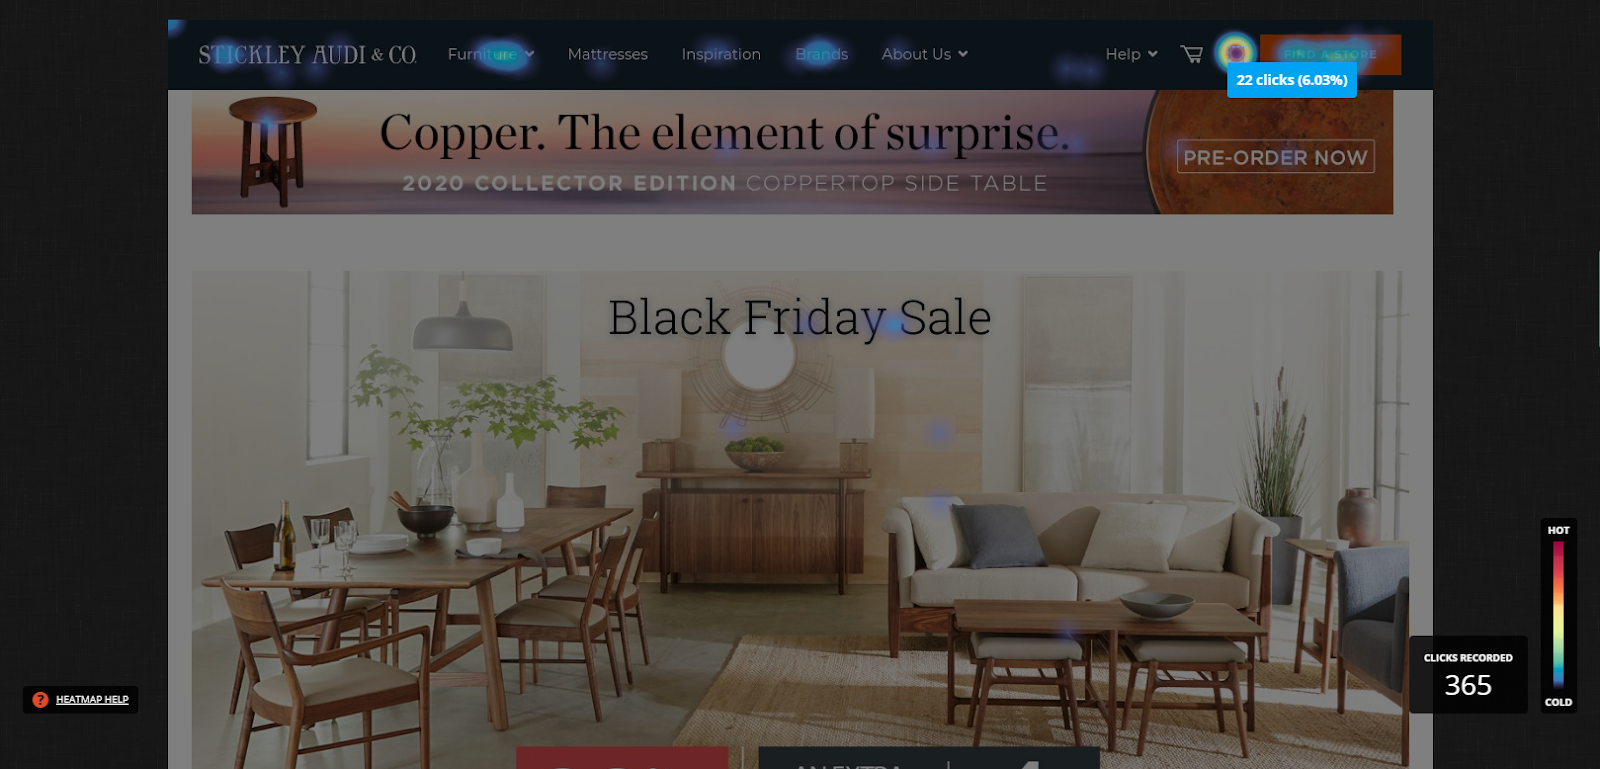 STICKLEY AUDI & CO. Furniture Mattresses Inspiration Brands About Us Help FIND A STORE
22 clicks (6.03%)
Copper. The element of surprise.
PRE-ORDER NOW
2020 COLLECTOR EDITION COPPERTOP SIDE TABLE
Black Friday Sale
HOT
CLICKS RECORDED
365
HEATMAP HELP
COLD
AN EXTRA